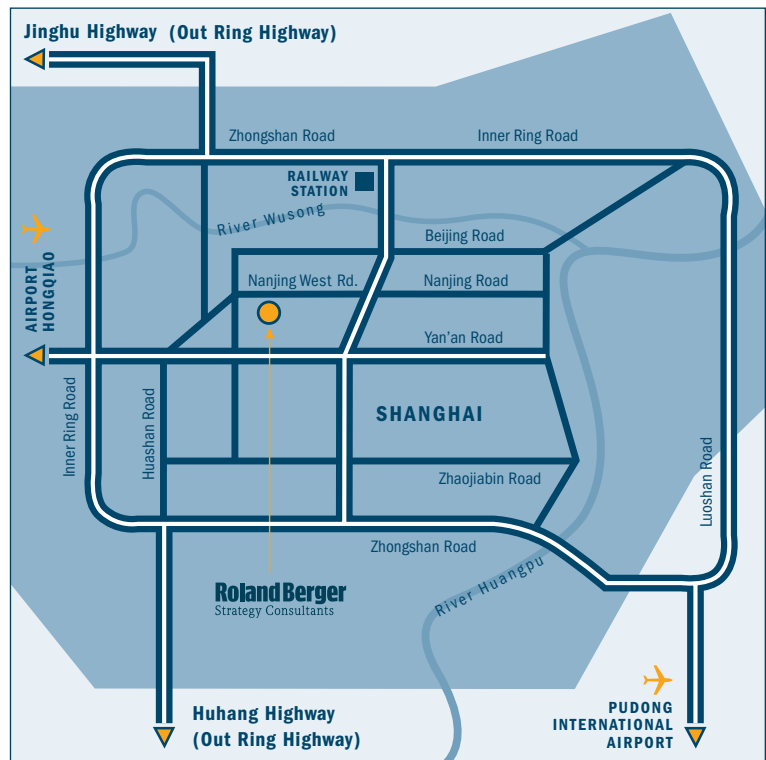 Jinghu Highway (Out Ring Highway)
Zhongshan Road
Inner Ring Road
RAILWAY
STATION
River Wusong
Beijing Road
AIRPORT
HONGQIAO
Nanjing West Rd.
Nanjing Road
Yan'an Road
Inner Ring Road
Huashan Road
SHANGHAI
Zhaojiabin Road
Luoshan Road
Zhongshan Road
River Huangpu
Roland Berger
Strategy Consultants
Huhang Highway
(Out Ring Highway)
PUDONG
INTERNATIONAL
AIRPORT